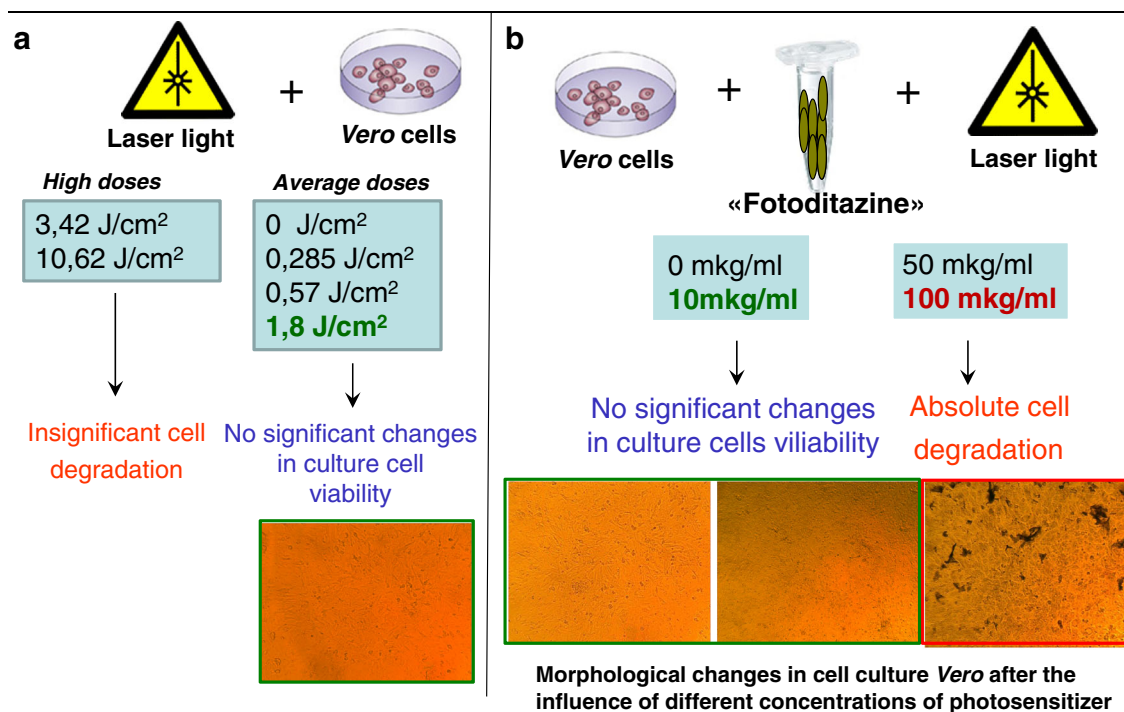 a
Laser light
+
Vero cells
High doses
3,42 J/cm²
10,62 J/cm²
Average doses
0 J/cm²
0,285 J/cm²
0,57 J/cm²
1,8 J/cm²
Insignificant cell
degradation
No significant changes
in culture cell
viability
b
Vero cells
+
«Fotoditazine»
+
Laser light
0 mkg/ml
10mkg/ml
50 mkg/ml
100 mkg/ml
No significant changes
in culture cells viliability
Absolute cell
degradation
Morphological changes in cell culture Vero after the
influence of different concentrations of photosensitizer